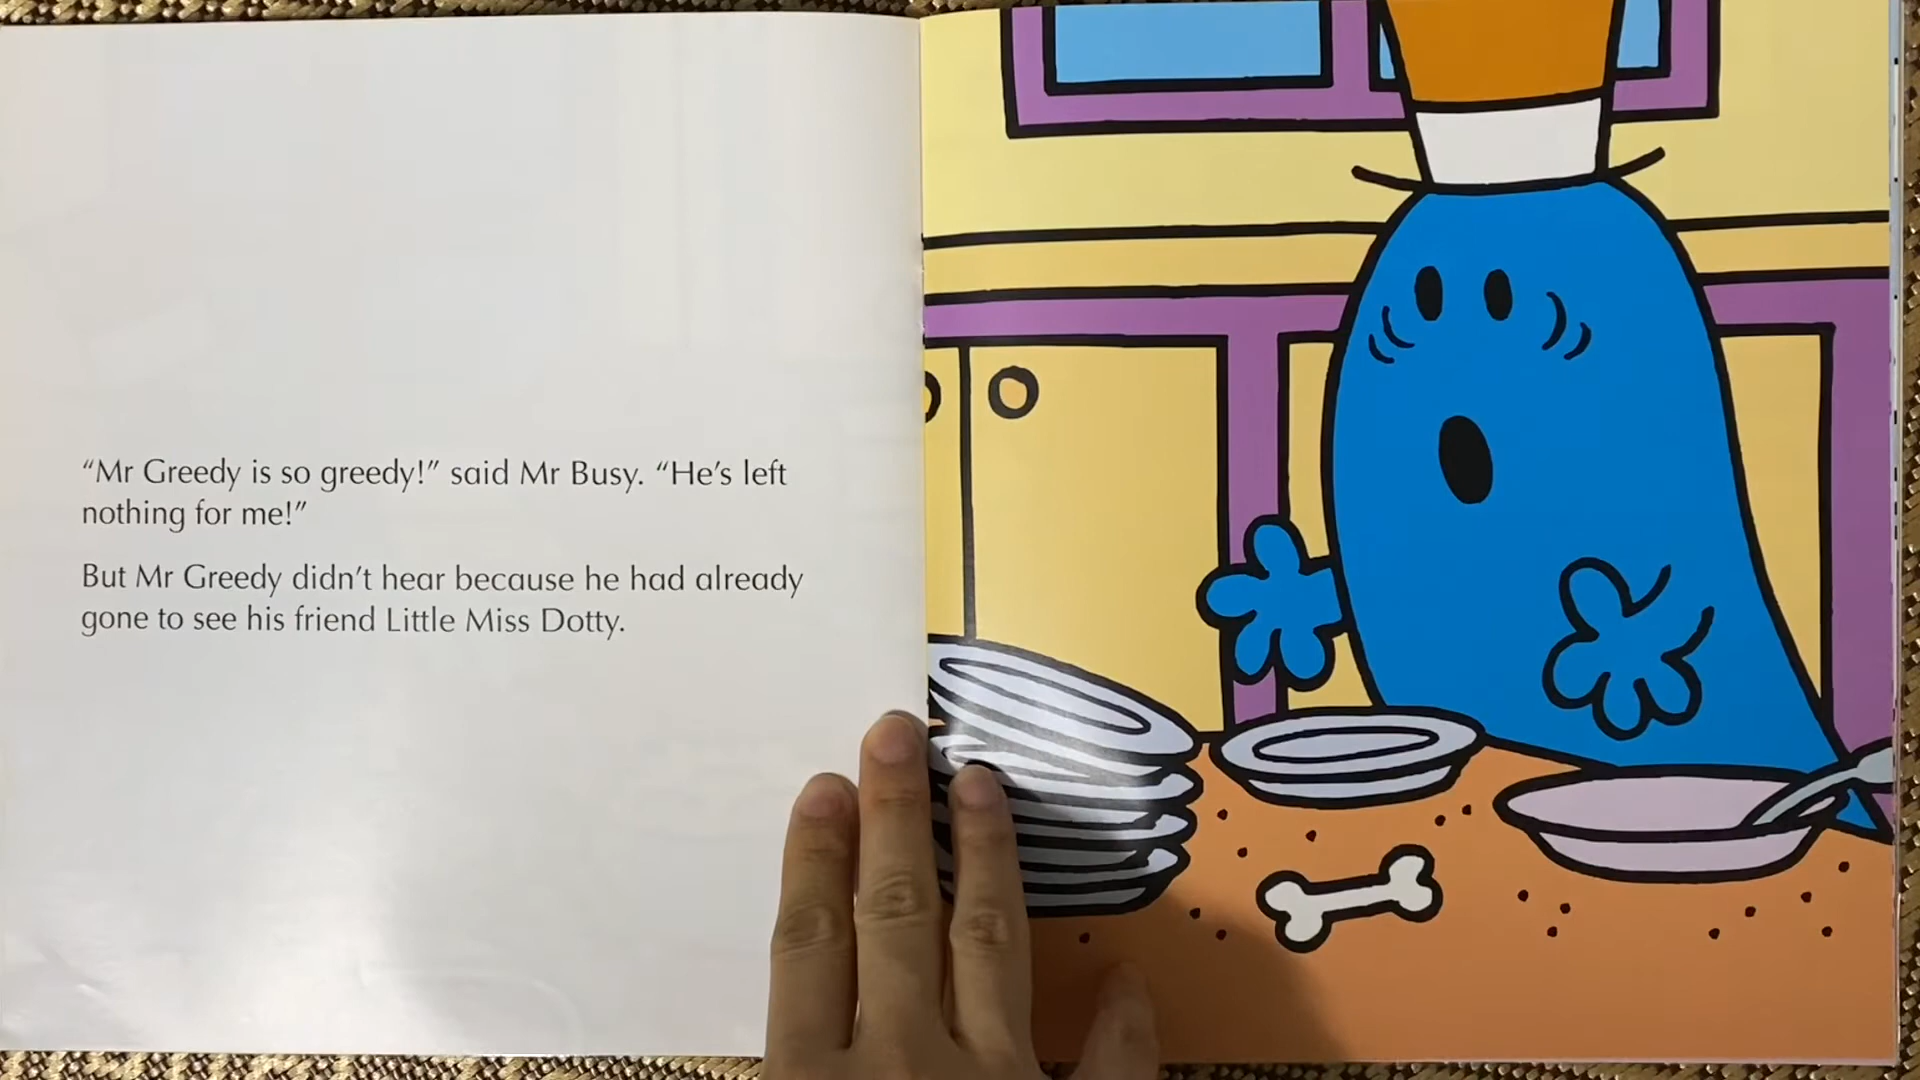 “Mr Greedy is so greedy!” said Mr Busy. “He’s left
nothing for me!”
But Mr Greedy didn’t hear because he had already
gone to see his friend Little Miss Dotty.